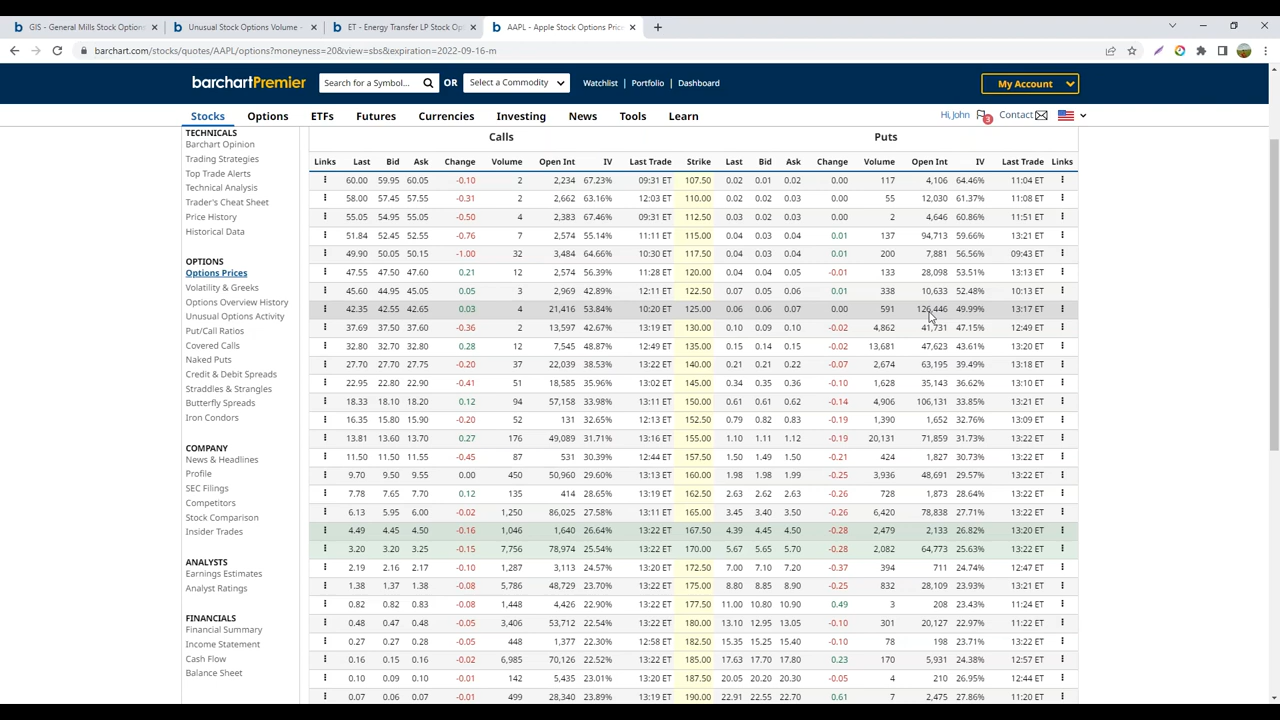 GIS - General Mills Stock Options
Unusual Stock Options Volume -
ET - Energy Transfer LP Stock Op
AAPL - Apple Stock Options Price
barchart.com/stocks/quotes/AAPL/options?moneyness=20&view=sbs&expiration=2022-09-16-m
barchartPremier Search for a Symbol... OR Select a Commodity Watchlist | Portfolio | Dashboard My Account
Stocks Options ETFs Futures Currencies Investing News Tools Learn Hi, John 3 Contact
TECHNICALS
Barchart Opinion
Trading Strategies
Top Trade Alerts
Technical Analysis
Trader's Cheat Sheet
Price History
Historical Data
OPTIONS
Options Prices
Volatility & Greeks
Options Overview History
Unusual Options Activity
Put/Call Ratios
Covered Calls
Naked Puts
Credit & Debit Spreads
Straddles & Strangles
Butterfly Spreads
Iron Condors
COMPANY
News & Headlines
Profile
SEC Filings
Competitors
Stock Comparison
Insider Trades
ANALYSTS
Earnings Estimates
Analyst Ratings
FINANCIALS
Financial Summary
Income Statement
Cash Flow
Balance Sheet
Calls Puts
Links Last Bid Ask Change Volume Open Int IV Last Trade Strike Last Bid Ask Change Volume Open Int IV Last Trade Links
60.00 59.95 60.05 -0.10 2 2,234 67.23% 09:31 ET 107.50 0.02 0.01 0.02 0.00 117 4,106 64.46% 11:04 ET
58.00 57.45 57.55 -0.31 2 2,662 63.16% 12:03 ET 110.00 0.02 0.02 0.03 0.00 55 12,030 61.37% 11:08 ET
55.05 54.95 55.05 -0.50 4 2,383 67.46% 09:31 ET 112.50 0.03 0.02 0.03 0.00 2 4,646 60.86% 11:51 ET
51.84 52.45 52.55 -0.76 7 2,574 55.14% 11:11 ET 115.00 0.04 0.03 0.04 0.01 137 94,713 59.66% 13:21 ET
49.90 50.05 50.15 -1.00 32 3,484 64.66% 10:30 ET 117.50 0.04 0.03 0.04 0.01 200 7,881 56.56% 09:43 ET
47.55 47.50 47.60 0.21 12 2,574 56.39% 11:28 ET 120.00 0.04 0.04 0.05 -0.01 133 28,098 53.51% 13:13 ET
45.60 44.95 45.05 0.05 3 2,969 42.89% 12:11 ET 122.50 0.07 0.05 0.06 0.01 338 10,633 52.48% 10:13 ET
42.35 42.55 42.65 0.03 4 21,416 53.84% 10:20 ET 125.00 0.06 0.06 0.07 0.00 591 126,446 49.99% 13:17 ET
37.69 37.50 37.60 -0.36 2 13,597 42.67% 13:19 ET 130.00 0.10 0.09 0.10 -0.02 4,862 41,731 47.15% 12:49 ET
32.80 32.70 32.80 0.28 12 7,545 48.87% 12:49 ET 135.00 0.15 0.14 0.15 -0.02 13,681 47,623 43.61% 13:20 ET
27.70 27.70 27.75 -0.20 37 22,039 38.53% 13:12 ET 140.00 0.21 0.21 0.22 -0.07 2,674 63,195 39.49% 13:18 ET
22.95 22.80 22.90 -0.41 51 18,585 35.96% 13:02 ET 145.00 0.34 0.35 0.36 -0.10 1,628 35,143 36.62% 13:10 ET
18.33 18.10 18.20 0.12 94 57,158 33.98% 13:11 ET 150.00 0.61 0.61 0.62 -0.14 4,906 106,131 33.85% 13:21 ET
16.35 15.80 15.90 -0.20 52 131 32.65% 12:13 ET 152.50 0.79 0.82 0.83 -0.19 1,390 1,652 32.76% 13:09 ET
13.81 13.60 13.70 0.27 176 49,089 31.71% 13:16 ET 155.00 1.10 1.11 1.12 -0.19 20,131 71,859 31.73% 13:22 ET
11.50 11.50 11.55 -0.45 87 531 30.39% 12:44 ET 157.50 1.50 1.49 1.50 -0.21 424 1,827 30.73% 13:22 ET
9.70 9.50 9.55 0.00 450 50,960 29.60% 13:13 ET 160.00 1.98 1.98 1.99 -0.25 3,936 48,691 29.57% 13:22 ET
7.78 7.65 7.70 0.12 135 414 28.65% 13:19 ET 162.50 2.63 2.62 2.63 -0.26 728 1,873 28.64% 13:22 ET
6.13 5.95 6.00 -0.02 1,250 86,025 27.58% 13:11 ET 165.00 3.45 3.40 3.50 -0.26 6,420 78,838 27.71% 13:22 ET
4.49 4.45 4.50 -0.16 1,046 1,640 26.64% 13:22 ET 167.50 4.39 4.45 4.50 -0.28 2,479 2,133 26.82% 13:20 ET
3.20 3.20 3.25 -0.15 7,756 78,974 25.54% 13:22 ET 170.00 5.67 5.65 5.70 -0.28 2,082 64,773 25.63% 13:22 ET
2.19 2.16 2.17 -0.10 1,287 3,113 24.57% 13:20 ET 172.50 7.00 7.10 7.20 -0.37 394 711 24.74% 12:47 ET
1.38 1.37 1.38 -0.08 5,786 48,729 23.70% 13:22 ET 175.00 8.80 8.85 8.90 -0.25 832 28,109 23.93% 13:21 ET
0.82 0.82 0.83 -0.08 1,448 4,426 22.90% 13:22 ET 177.50 11.00 10.80 10.90 0.49 3 208 23.43% 11:24 ET
0.48 0.47 0.48 -0.05 3,406 53,712 22.54% 13:22 ET 180.00 13.10 12.95 13.05 -0.10 301 20,127 22.97% 11:22 ET
0.27 0.27 0.28 -0.05 448 1,377 22.30% 12:58 ET 182.50 15.35 15.25 15.40 -0.10 78 198 23.71% 13:22 ET
0.16 0.15 0.16 -0.02 6,985 70,126 22.52% 13:22 ET 185.00 17.63 17.70 17.80 0.23 170 5,931 24.38% 12:57 ET
0.10 0.09 0.10 -0.01 142 5,435 23.01% 13:20 ET 187.50 20.05 20.20 20.30 -0.05 4 210 26.95% 12:44 ET
0.07 0.06 0.07 -0.01 499 28,340 23.89% 13:19 ET 190.00 22.91 22.55 22.70 0.61 7 2,475 27.86% 11:20 ET